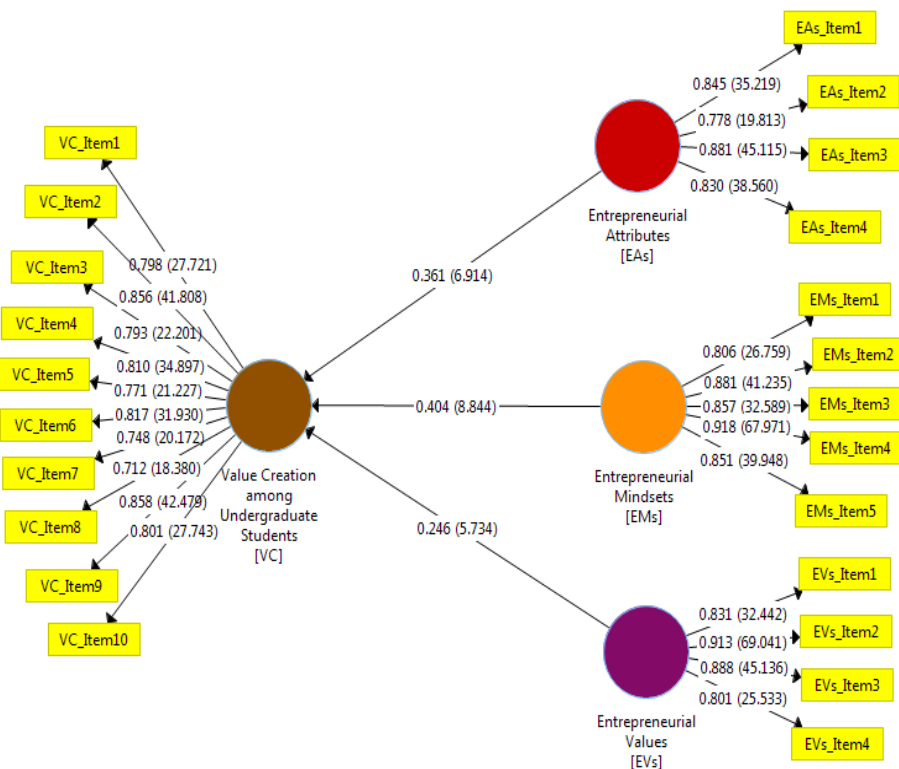 VC_Item1
VC_Item2
VC_Item3
VC_Item4
VC_Item5
VC_Item6
VC_Item7
VC_Item8
VC_Item9
VC_Item10
0.798 (27.721)
0.856 (41.808)
0.793 (22.201)
0.810 (34.897)
0.771 (21.227)
0.817 (31.930)
0.748 (20.172)
0.712 (18.380)
0.858 (42.479)
0.801 (27.743)
Value Creation
among
Undergraduate
Students
[VC]
0.361 (6.914)
0.404 (8.844)
0.246 (5.734)
Entrepreneurial
Attributes
[EAs]
0.845 (35.219)
0.778 (19.813)
0.881 (45.115)
0.830 (38.560)
EAs_Item1
EAs_Item2
EAs_Item3
EAs_Item4
Entrepreneurial
Mindsets
[EMs]
0.806 (26.759)
0.881 (41.235)
0.857 (32.589)
0.918 (67.971)
0.851 (39.948)
EMs_Item1
EMs_Item2
EMs_Item3
EMs_Item4
EMs_Item5
Entrepreneurial
Values
[EVs]
0.831 (32.442)
0.913 (69.041)
0.888 (45.136)
0.801 (25.533)
EVs_Item1
EVs_Item2
EVs_Item3
EVs_Item4